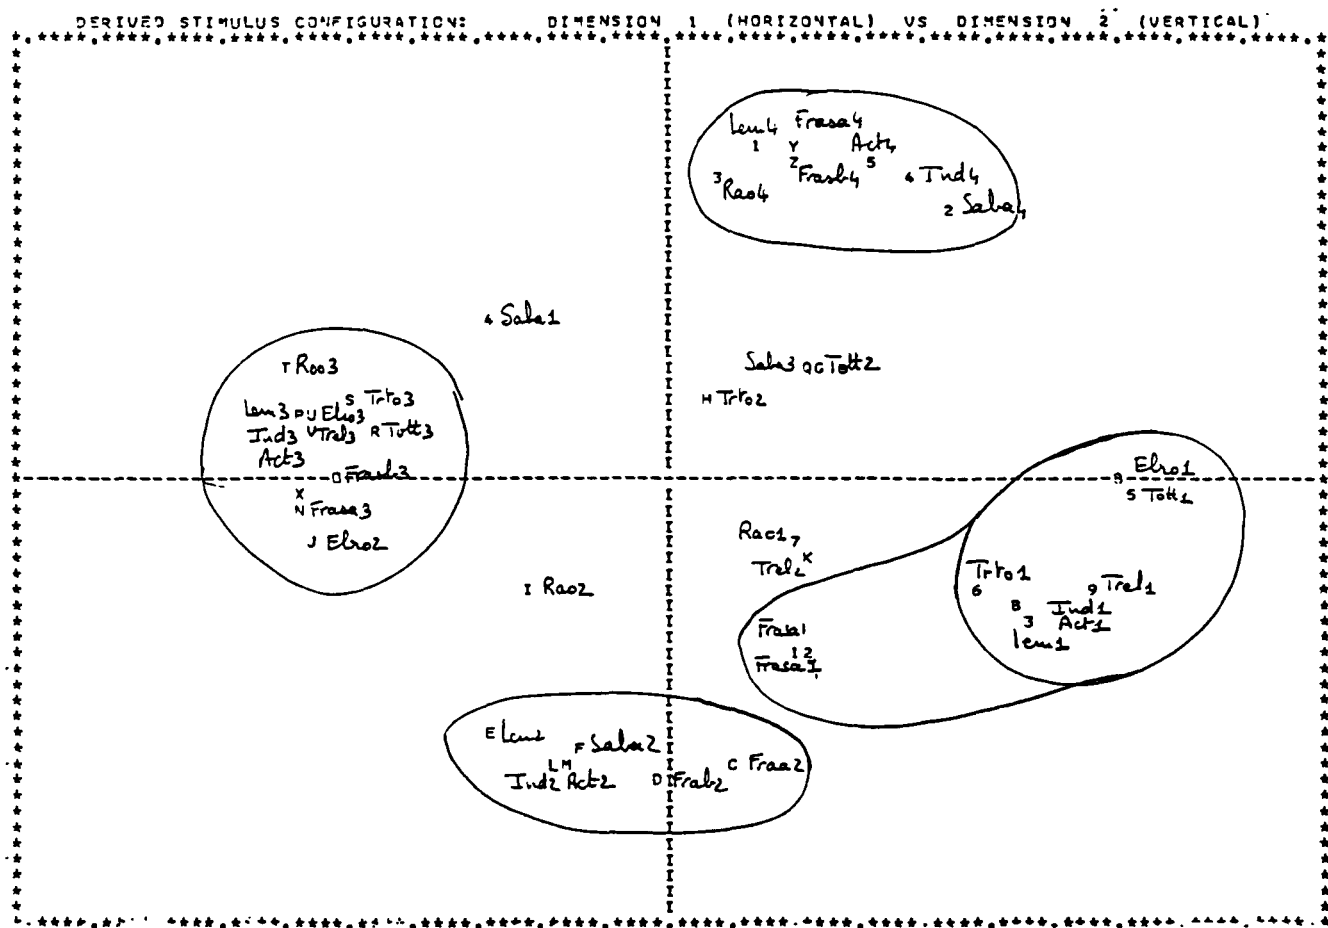 DERIVED STIMULUS CONFIGURATION: DIMENSION 1 (HORIZONTAL) VS DIMENSION 2 (VERTICAL)
Lem4 Frasa4
1 Y Act4
Z Frasb4 5
3 Rao4 4 Ind4
2 Saba4
4 Saba1
T Rao3
Saba3 QG Tott2
S Trto3
H Trto2
Lem3 PU Elro3
Ind3 V Trel3 R Tott3
Act3
O Frasb3
Elro1
5 Tott1
X
N Frasa3
J Elro2
Rao1 7
Trel2 K
I Rao2
Trto1
6 9 Trel1
8 Ind1
3 Act1
Lem1
Frasa1
1 2
Frasa1
E Lem2
F Saba2
L M
Ind2 Act2
D Frab2
C Fraa2